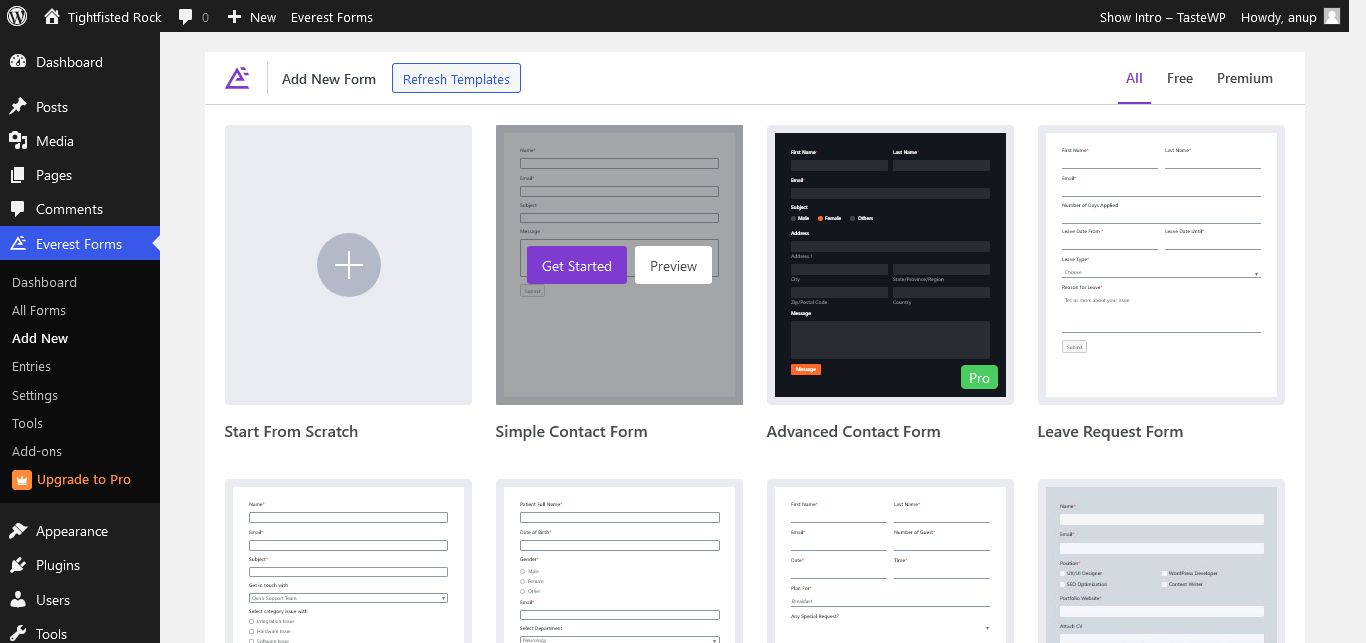 Tightfisted Rock 0 New Everest Forms Show Intro – TasteWP Howdy, anup
Dashboard
Posts
Media
Pages
Comments
Everest Forms
Dashboard
All Forms
Add New
Entries
Settings
Tools
Add-ons
Upgrade to Pro
Appearance
Plugins
Users
Tools
Add New Form Refresh Templates All Free Premium
Start From Scratch
Name*
Email*
Subject
Message
Get Started Preview
Submit
Simple Contact Form
First Name* Last Name*
Email*
Subject
Male Female Others
Address
Address 1
City State/Province/Region
Zip/Postal Code Country
Message
Message
Pro
Advanced Contact Form
First Name* Last Name*
Email*
Number of Days Applied
Leave Date From * Leave Date Until*
Leave Type*
Choose
Reason for Leave*
Tell us more about your issue
Submit
Leave Request Form
Name*
Email*
Subject*
Get in touch with
Quick Support Team
Select category issue with
Integration Issue
Hardware Issue
Software Issue
Patient Full Name*
Date of Birth*
Gender*
Male
Female
Other
Email*
Select Department
Neurology
First Name* Last Name*
Email* Number of Guest*
Date* Time*
Plan For*
Breakfast
Any Special Request?
Name*
Email*
Position*
UX/UI Designer WordPress Developer
SEO Optimization Content Writer
Portfolio Website*
Attach CV